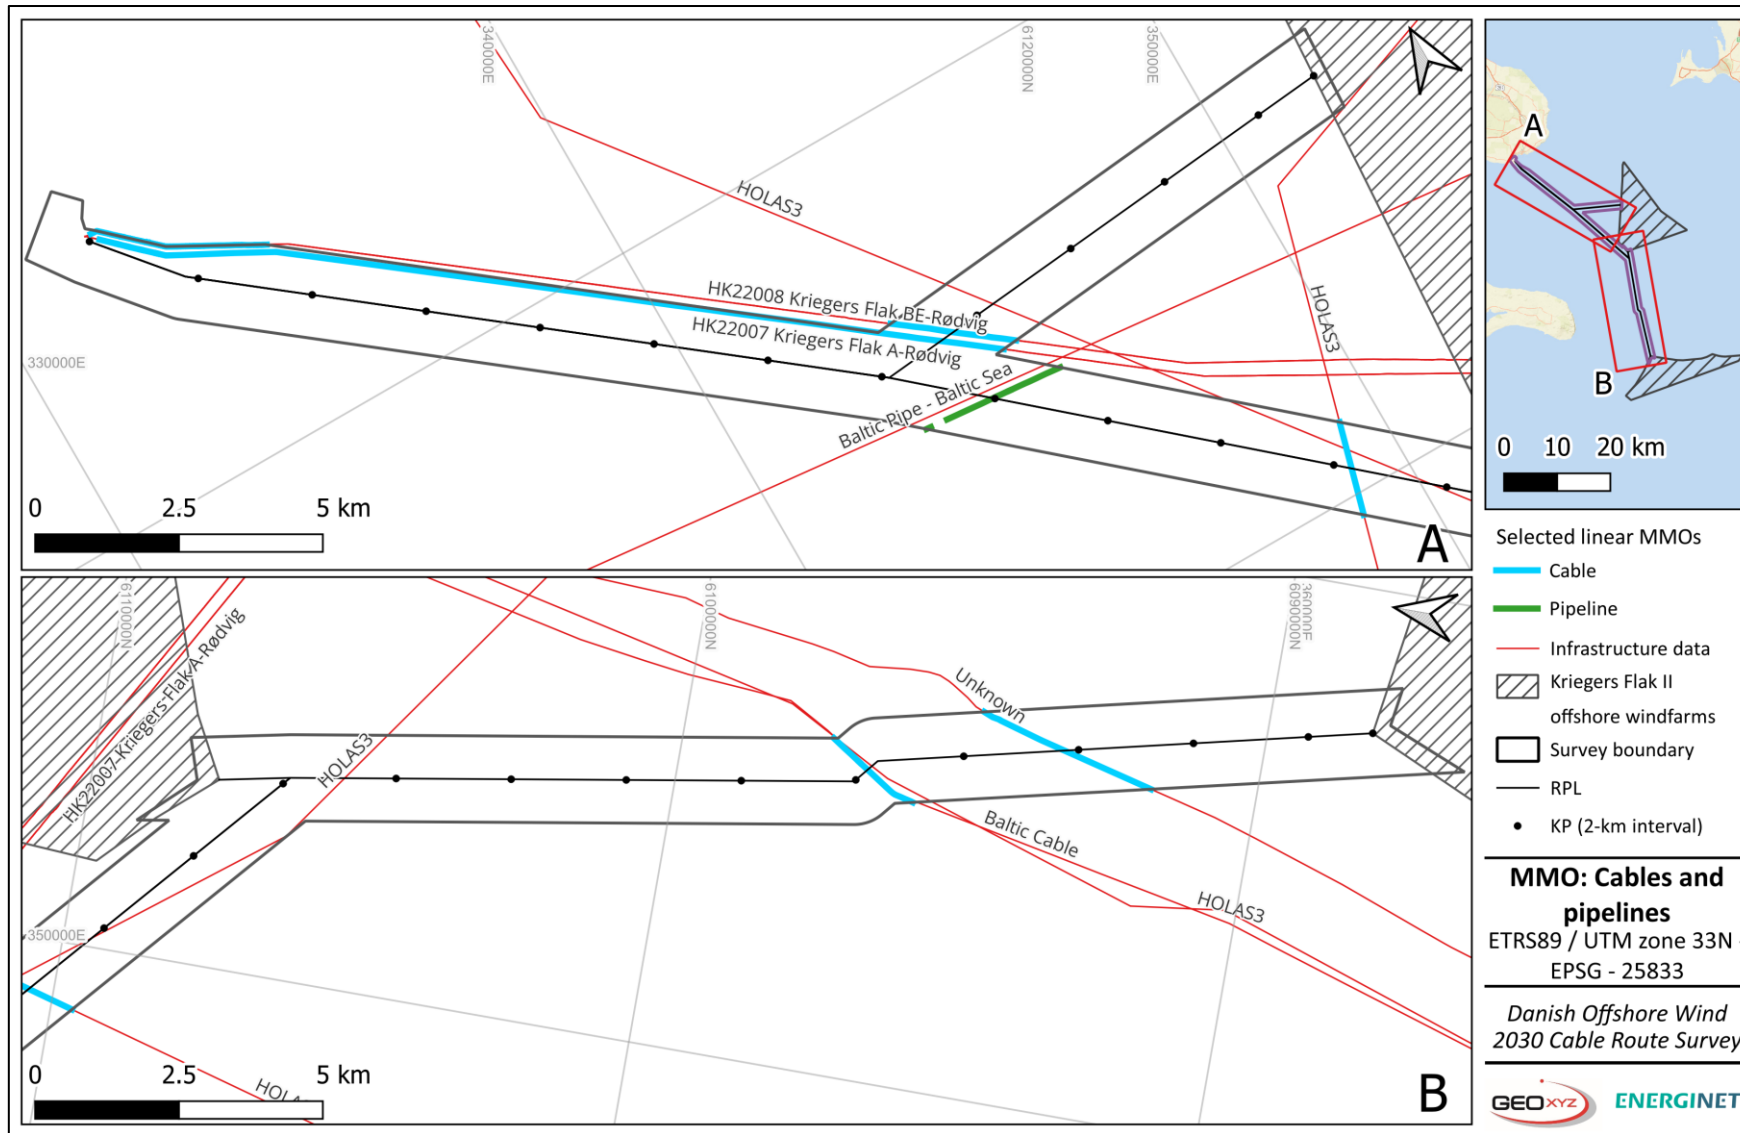 340000E
6120000N
350000E
HOLAS3
HK22008 Kriegers Flak BE-Rødvig
HK22007 Kriegers Flak A-Rødvig
HOLAS3
Baltic Pipe - Baltic Sea
330000E
0 2.5 5 km
A
6110000N
6100000N
6090000N
360000E
HK22007-Kriegers-Flak-A-Rødvig
HOLAS3
Unknown
Baltic Cable
HOLAS3
350000E
0 2.5 5 km
B
A
B
0 10 20 km
Selected linear MMOs
Cable
Pipeline
Infrastructure data
Kriegers Flak II
offshore windfarms
Survey boundary
RPL
KP (2-km interval)
MMO: Cables and
pipelines
ETRS89 / UTM zone 33N -
EPSG - 25833
Danish Offshore Wind
2030 Cable Route Survey
GEO XYZ ENERGINET